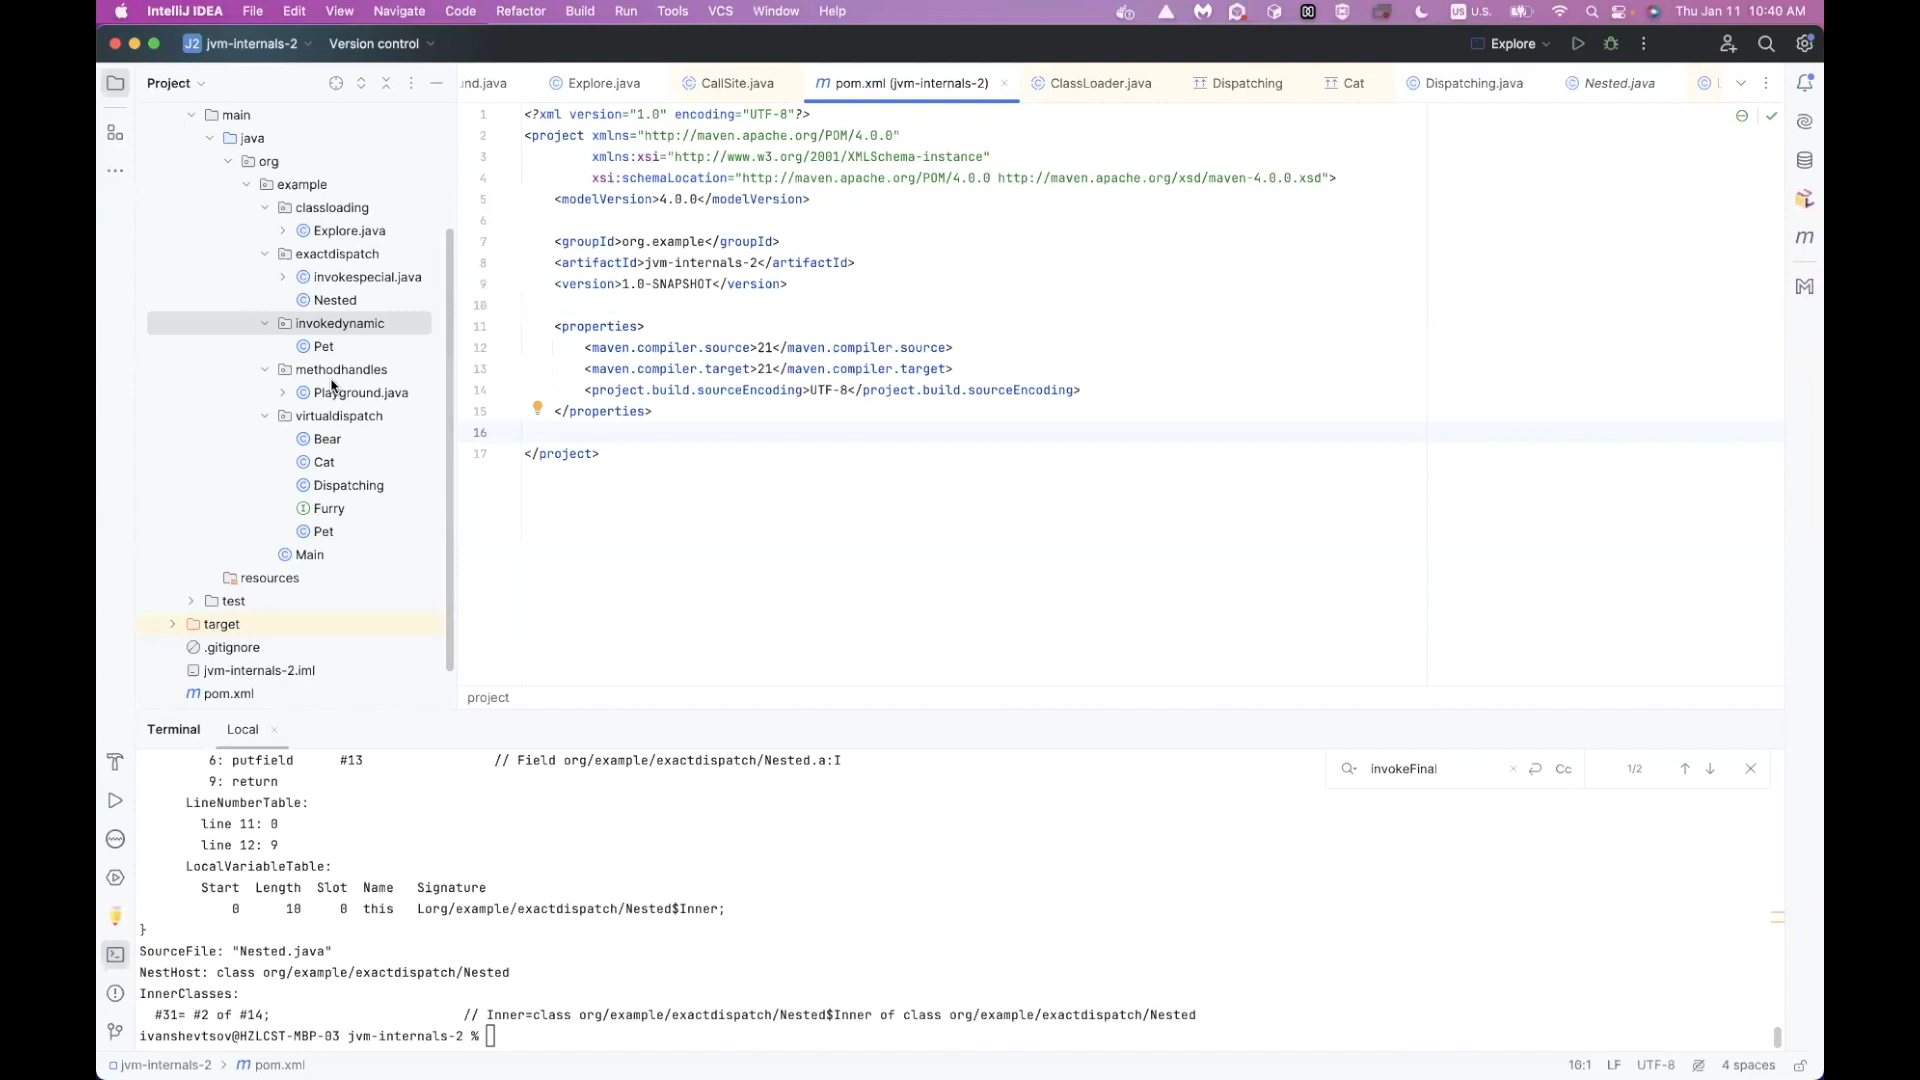 IntelliJ IDEA File Edit View Navigate Code Refactor Build Run Tools VCS Window Help U.S. Thu Jan 11 10:40 AM
J2 jvm-internals-2 Version control Explore
Project
und.java Explore.java CallSite.java pom.xml (jvm-internals-2) ClassLoader.java Dispatching Cat Dispatching.java Nested.java
main
java
org
example
classloading
Explore.java
exactdispatch
invokespecial.java
Nested
invokedynamic
Pet
methodhandles
Playground.java
virtualdispatch
Bear
Cat
Dispatching
Furry
Pet
Main
resources
test
target
.gitignore
jvm-internals-2.iml
pom.xml
1 <?xml version="1.0" encoding="UTF-8"?>
2 <project xmlns="http://maven.apache.org/POM/4.0.0"
3 xmlns:xsi="http://www.w3.org/2001/XMLSchema-instance"
4 xsi:schemaLocation="http://maven.apache.org/POM/4.0.0 http://maven.apache.org/xsd/maven-4.0.0.xsd">
5 <modelVersion>4.0.0</modelVersion>
6
7 <groupId>org.example</groupId>
8 <artifactId>jvm-internals-2</artifactId>
9 <version>1.0-SNAPSHOT</version>
10
11 <properties>
12 <maven.compiler.source>21</maven.compiler.source>
13 <maven.compiler.target>21</maven.compiler.target>
14 <project.build.sourceEncoding>UTF-8</project.build.sourceEncoding>
15 </properties>
16
17 </project>
project
Terminal Local
invokeFinal Cc 1/2
6: putfield #13 // Field org/example/exactdispatch/Nested.a:I
9: return
LineNumberTable:
line 11: 0
line 12: 9
LocalVariableTable:
Start Length Slot Name Signature
0 10 0 this Lorg/example/exactdispatch/Nested$Inner;
}
SourceFile: "Nested.java"
NestHost: class org/example/exactdispatch/Nested
InnerClasses:
#31= #2 of #14; // Inner=class org/example/exactdispatch/Nested$Inner of class org/example/exactdispatch/Nested
ivanshevtsov@HZLCST-MBP-03 jvm-internals-2 %
jvm-internals-2 > pom.xml 16:1 LF UTF-8 4 spaces